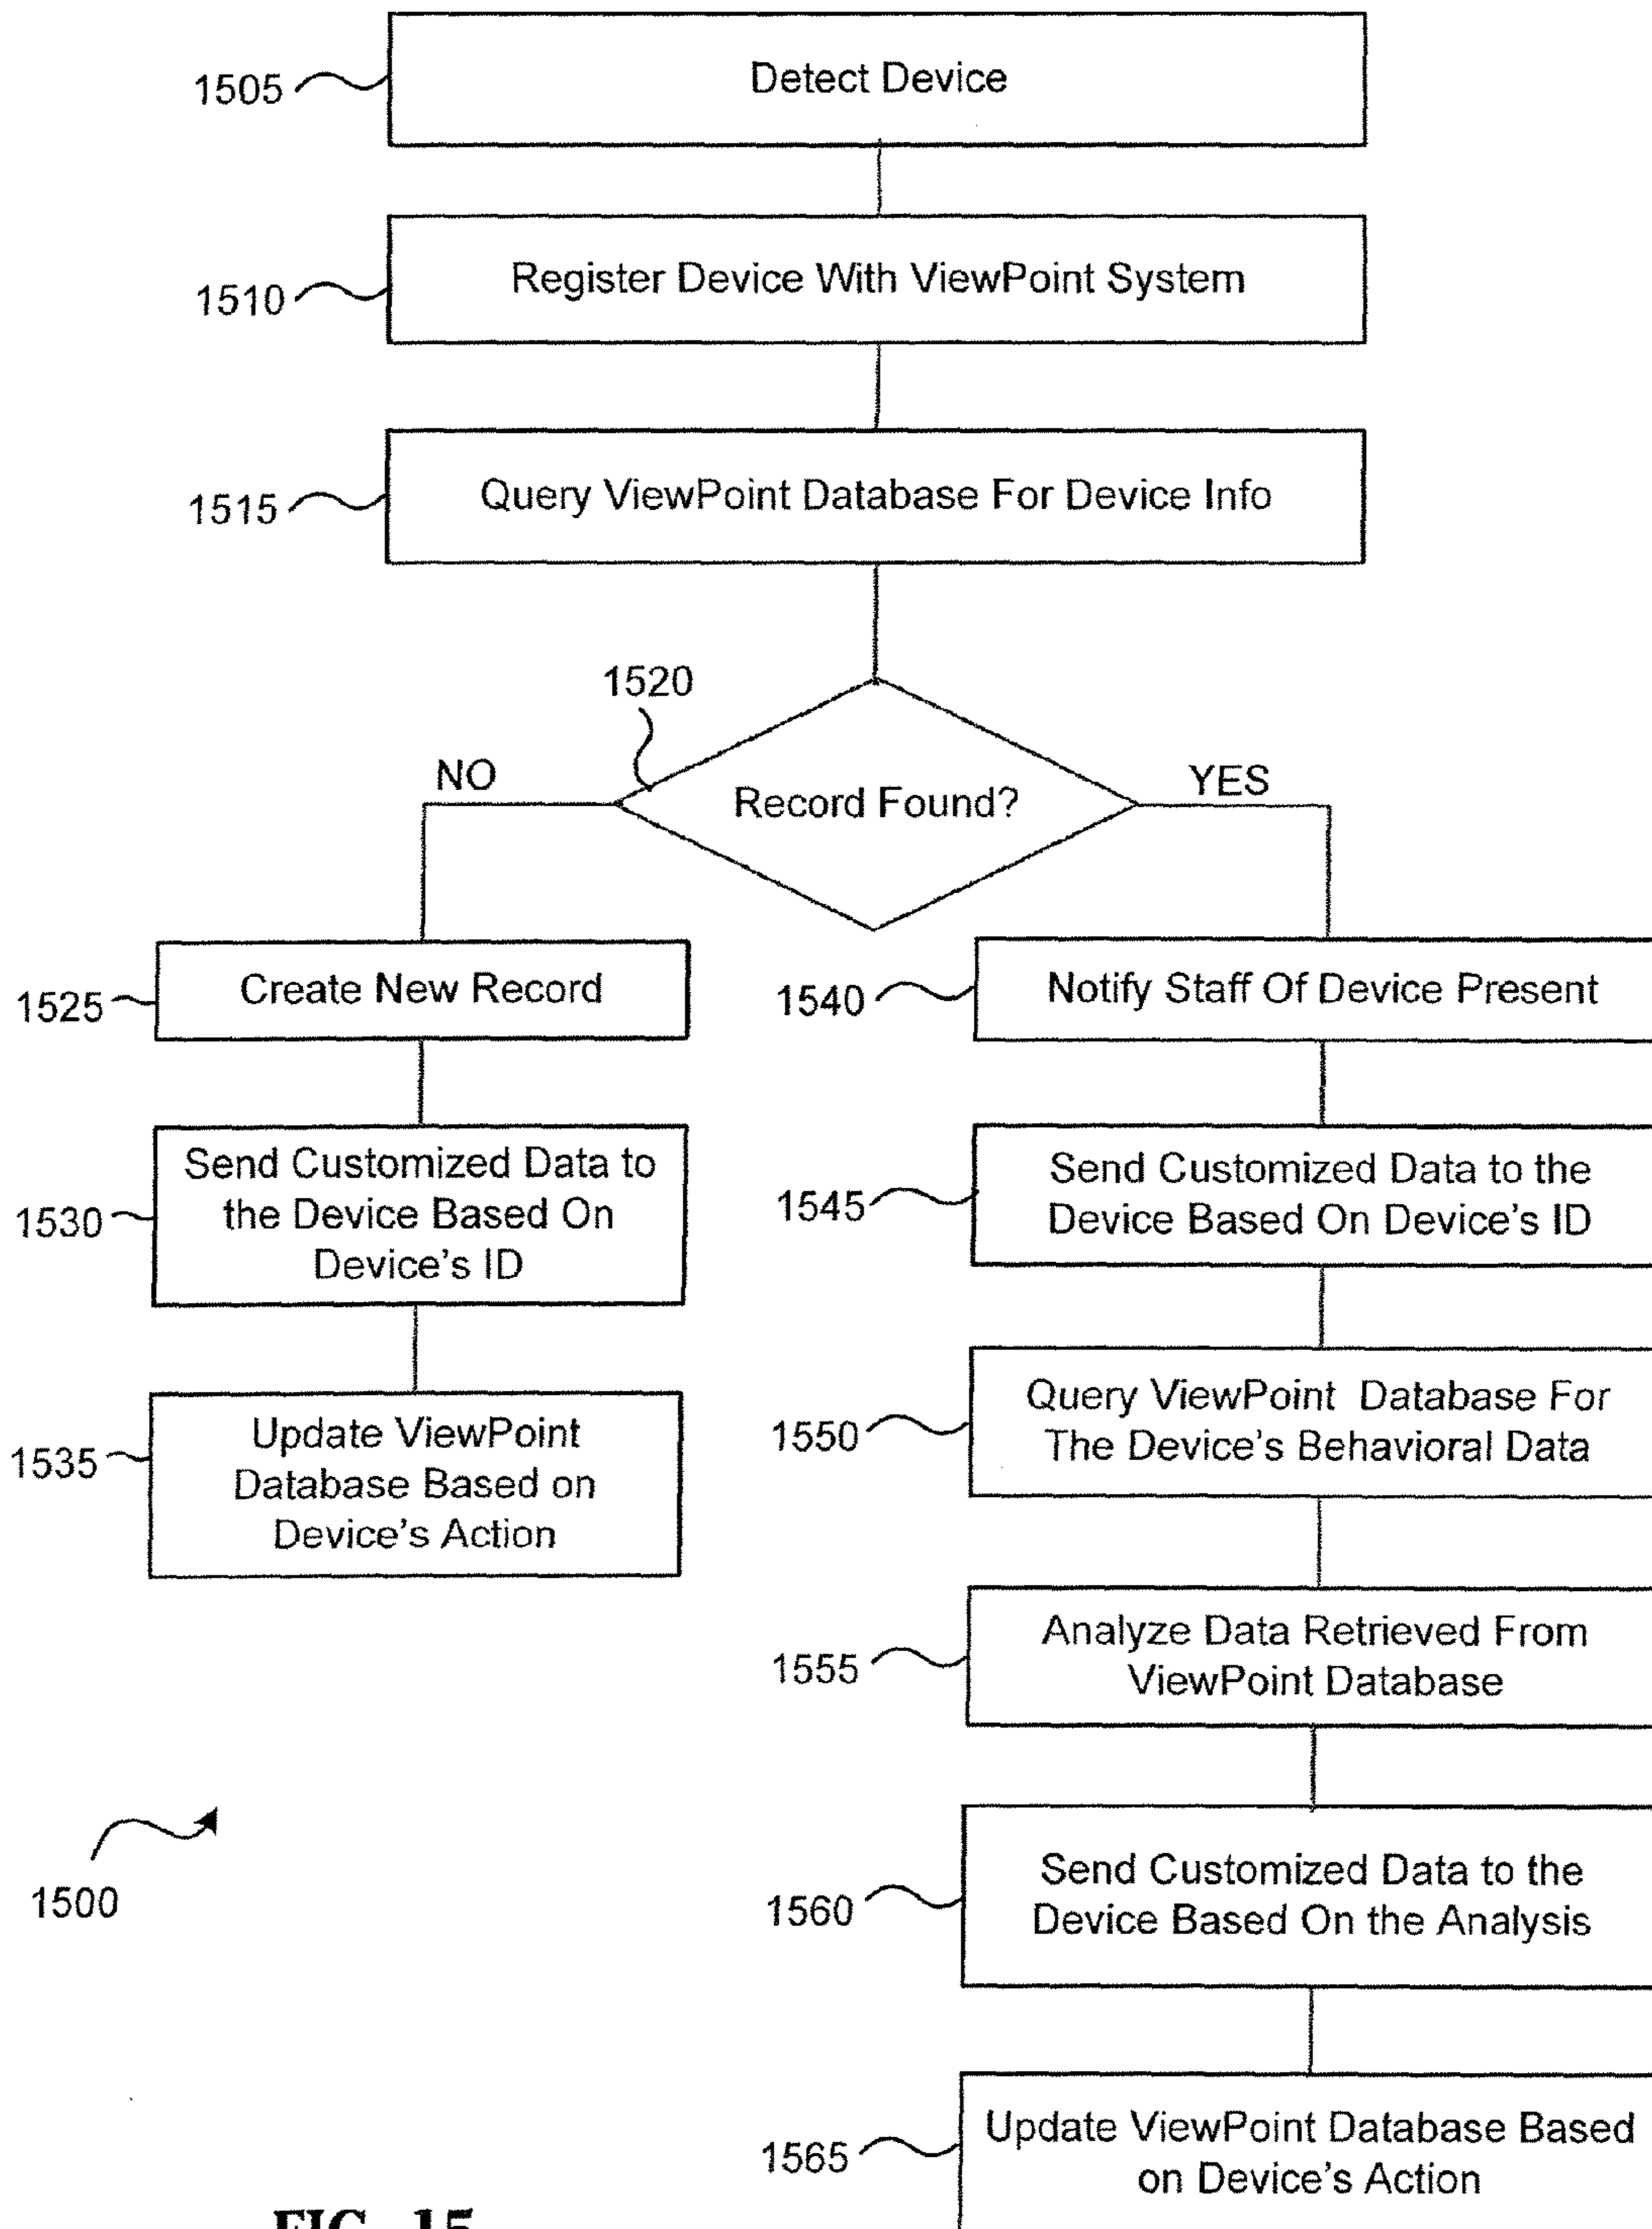 Detect Device
1505
Register Device With ViewPoint System
1510
Query ViewPoint Database For Device Info
1515
1520
NO
YES
Record Found?
Create New Record
1525
Send Customized Data to
the Device Based On
Device's ID
1530
Update ViewPoint
Database Based on
Device's Action
1535
Notify Staff Of Device Present
1540
Send Customized Data to the
Device Based On Device's ID
1545
Query ViewPoint Database For
The Device's Behavioral Data
1550
Analyze Data Retrieved From
ViewPoint Database
1555
Send Customized Data to the
Device Based On the Analysis
1560
Update ViewPoint Database Based
on Device's Action
1565
1500
FIG. 15